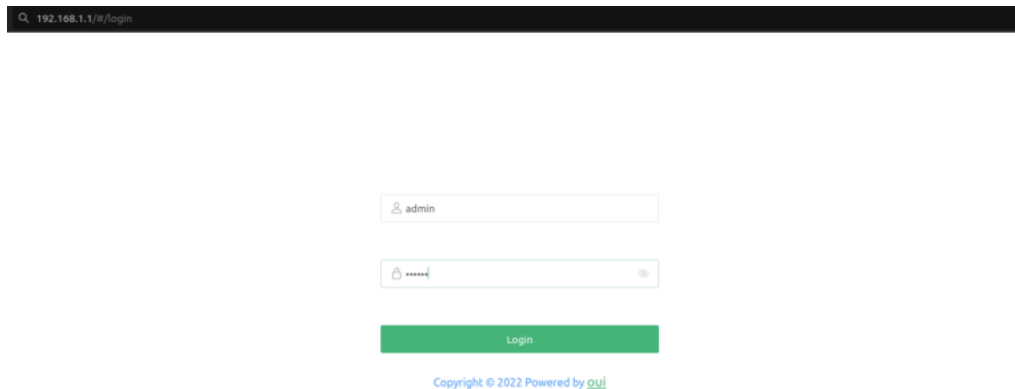 192.168.1.1/#/login
admin
••••••
Login
Copyright © 2022 Powered by oui